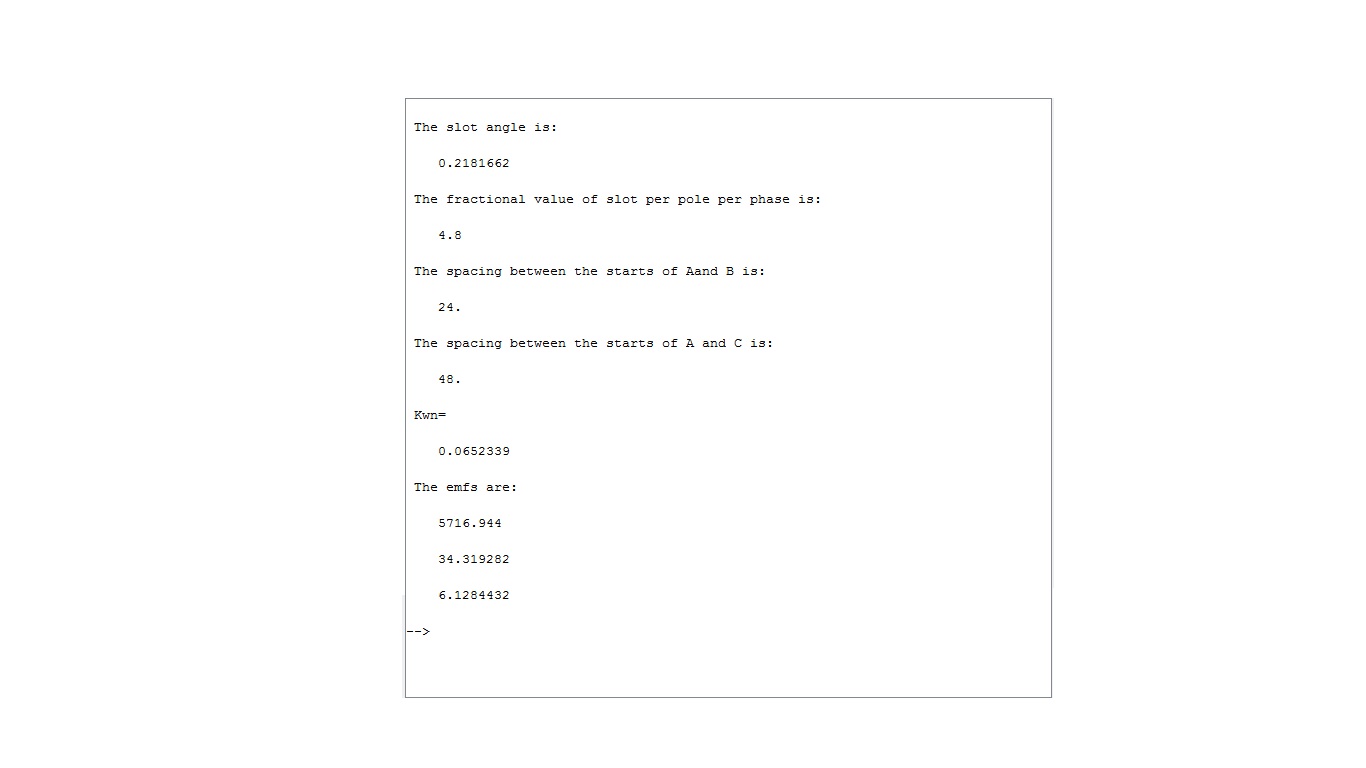 The slot angle is:
0.2181662
The fractional value of slot per pole per phase is:
4.8
The spacing between the starts of Aand B is:
24.
The spacing between the starts of A and C is:
48.
Kwn=
0.0652339
The emfs are:
5716.944
34.319282
6.1284432
-->